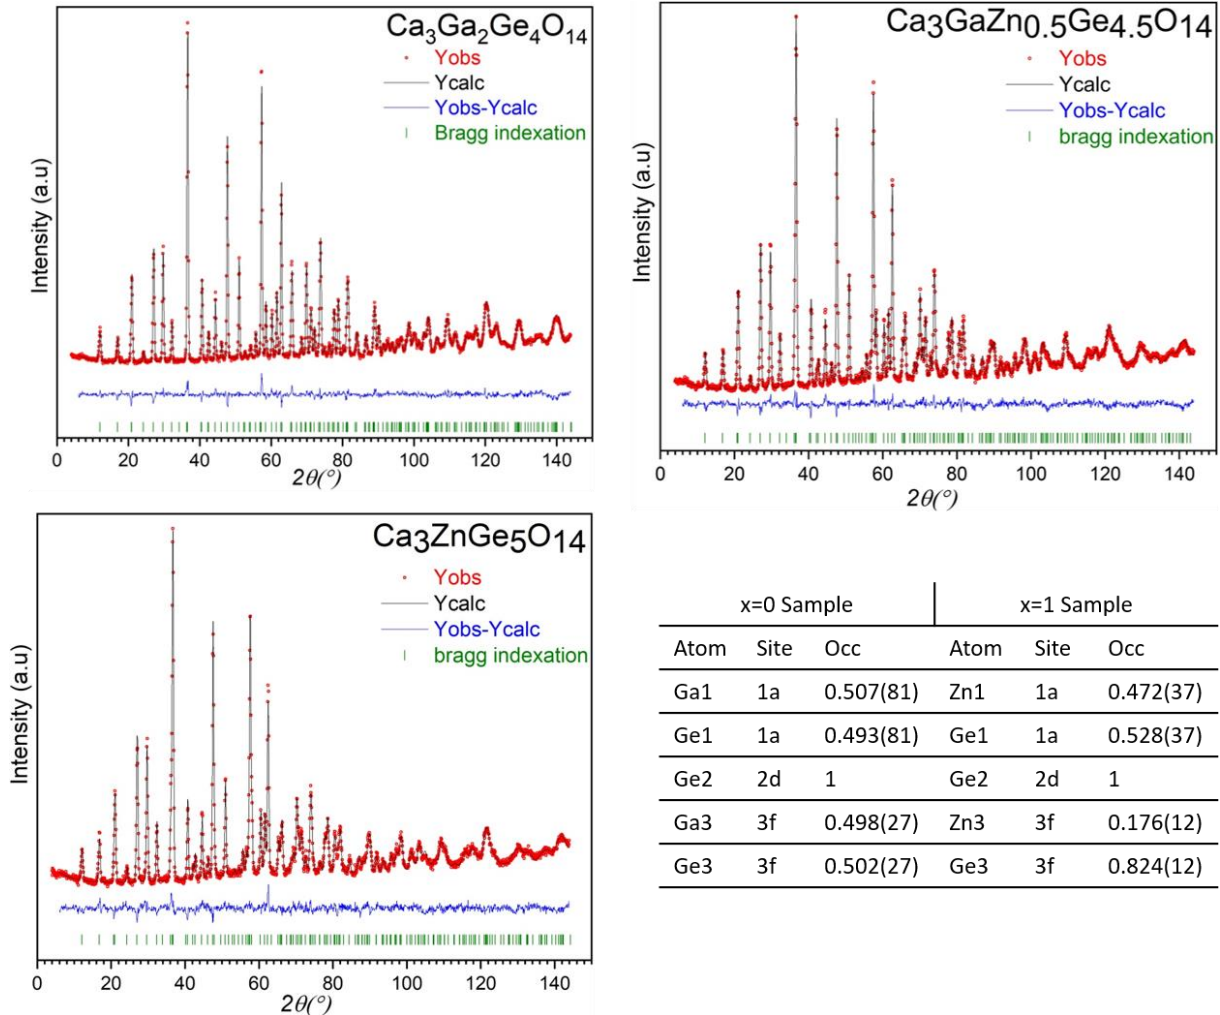 Ca3Ga2Ge4O14
Yobs
Ycalc
Yobs-Ycalc
Bragg indexation
Intensity (a.u)
0 20 40 60 80 100 120 140
2θ(°)
Ca3GaZn0.5Ge4.5O14
Yobs
Ycalc
Yobs-Ycalc
bragg indexation
Intensity (a.u)
0 20 40 60 80 100 120 140
2θ(°)
Ca3ZnGe5O14
Yobs
Ycalc
Yobs-Ycalc
bragg indexation
Intensity (a.u)
0 20 40 60 80 100 120 140
2θ(°)
x=0 Sample x=1 Sample
Atom Site Occ Atom Site Occ
Ga1 1a 0.507(81) Zn1 1a 0.472(37)
Ge1 1a 0.493(81) Ge1 1a 0.528(37)
Ge2 2d 1 Ge2 2d 1
Ga3 3f 0.498(27) Zn3 3f 0.176(12)
Ge3 3f 0.502(27) Ge3 3f 0.824(12)